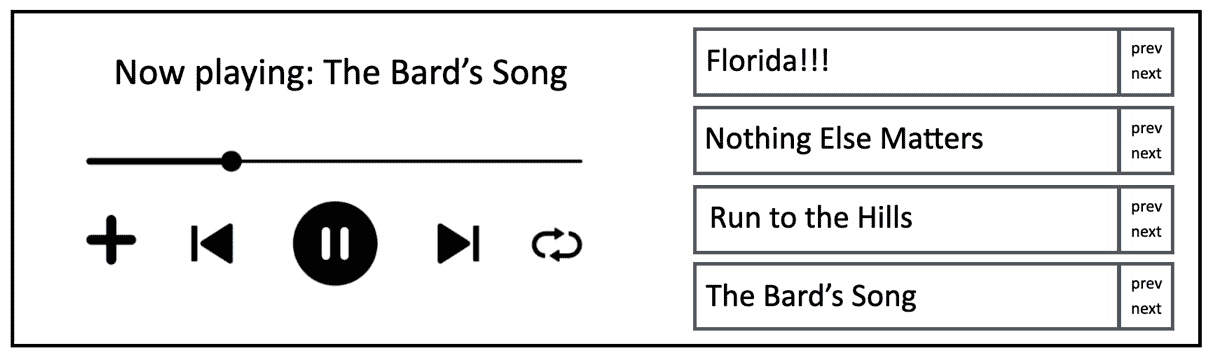 Now playing: The Bard’s Song
Florida!!!
prev
next
Nothing Else Matters
prev
next
Run to the Hills
prev
next
The Bard’s Song
prev
next